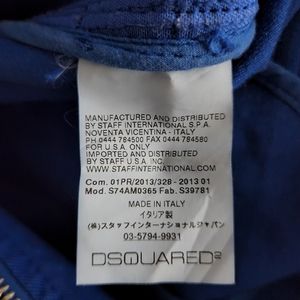 MANUFACTURED AND DISTRIBUTED
BY STAFF INTERNATIONAL S.P.A.
NOVENTA VICENTINA - ITALY
P.H 0444 784500 FAX 0444 784580
FOR U.S.A. ONLY
IMPORTED AND DISTRIBUTED
BY STAFF U.S.A. INC.
WWW.STAFFINTERNATIONAL.COM
Com. 01PR/2013/328 - 2013 01
Mod. S74AM0365 Fab. S39781
MADE IN ITALY
イタリア製
(株)スタッフインターナショナルジャパン
03-5794-9931
DSQUARED2